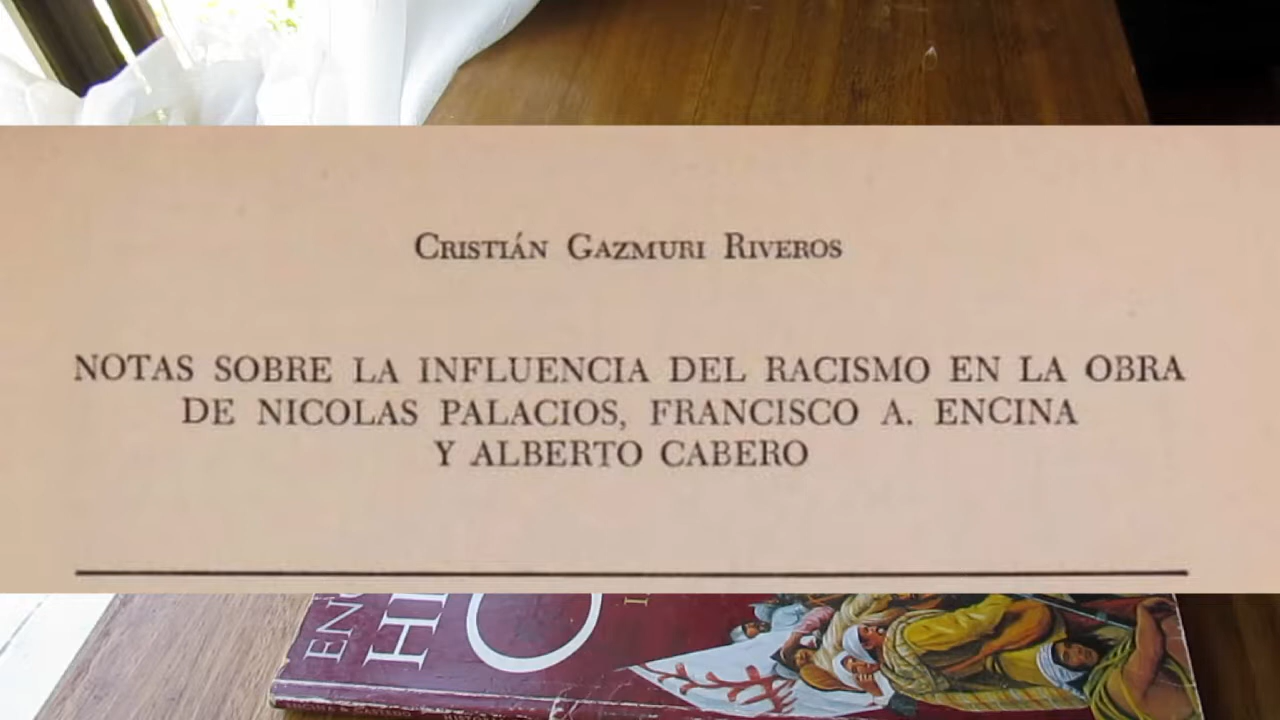 Cristián Gazmuri Riveros
NOTAS SOBRE LA INFLUENCIA DEL RACISMO EN LA OBRA
DE NICOLAS PALACIOS, FRANCISCO A. ENCINA
Y ALBERTO CABERO